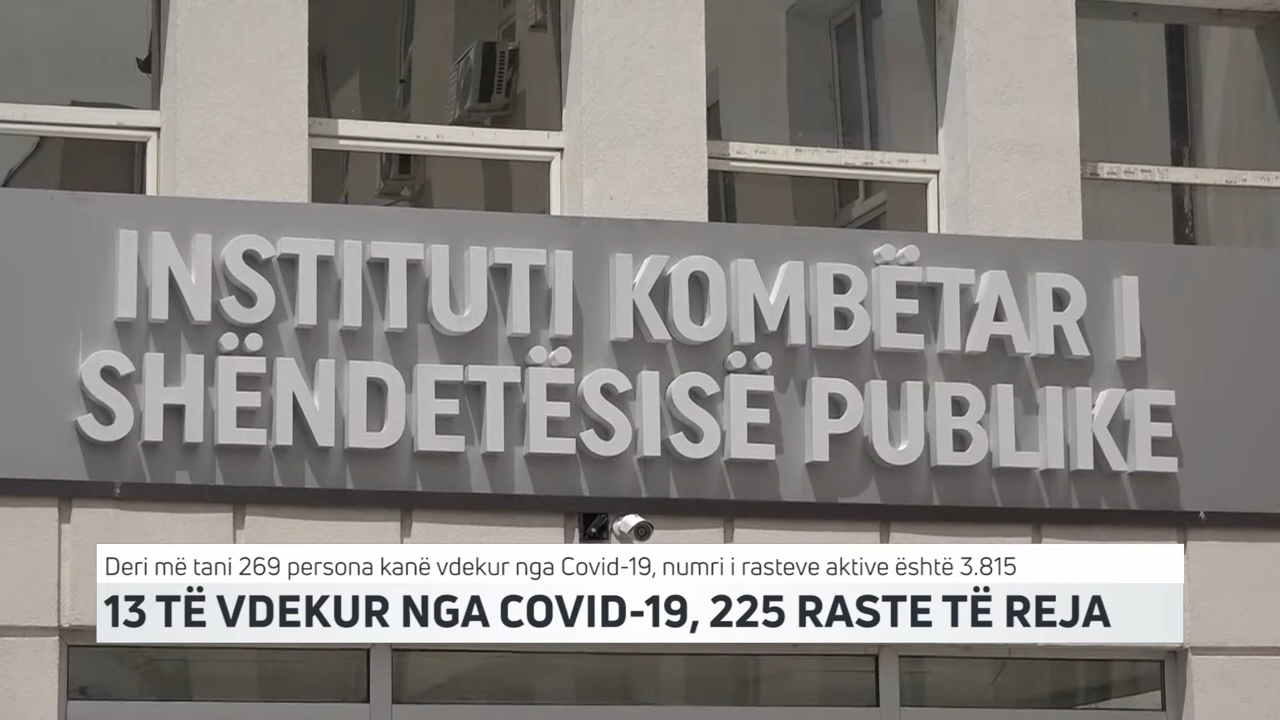 INSTITUTI KOMBËTAR I
SHËNDETËSISË PUBLIKE
Deri më tani 269 persona kanë vdekur nga Covid-19, numri i rasteve aktive është 3.815
13 TË VDEKUR NGA COVID-19, 225 RASTE TË REJA